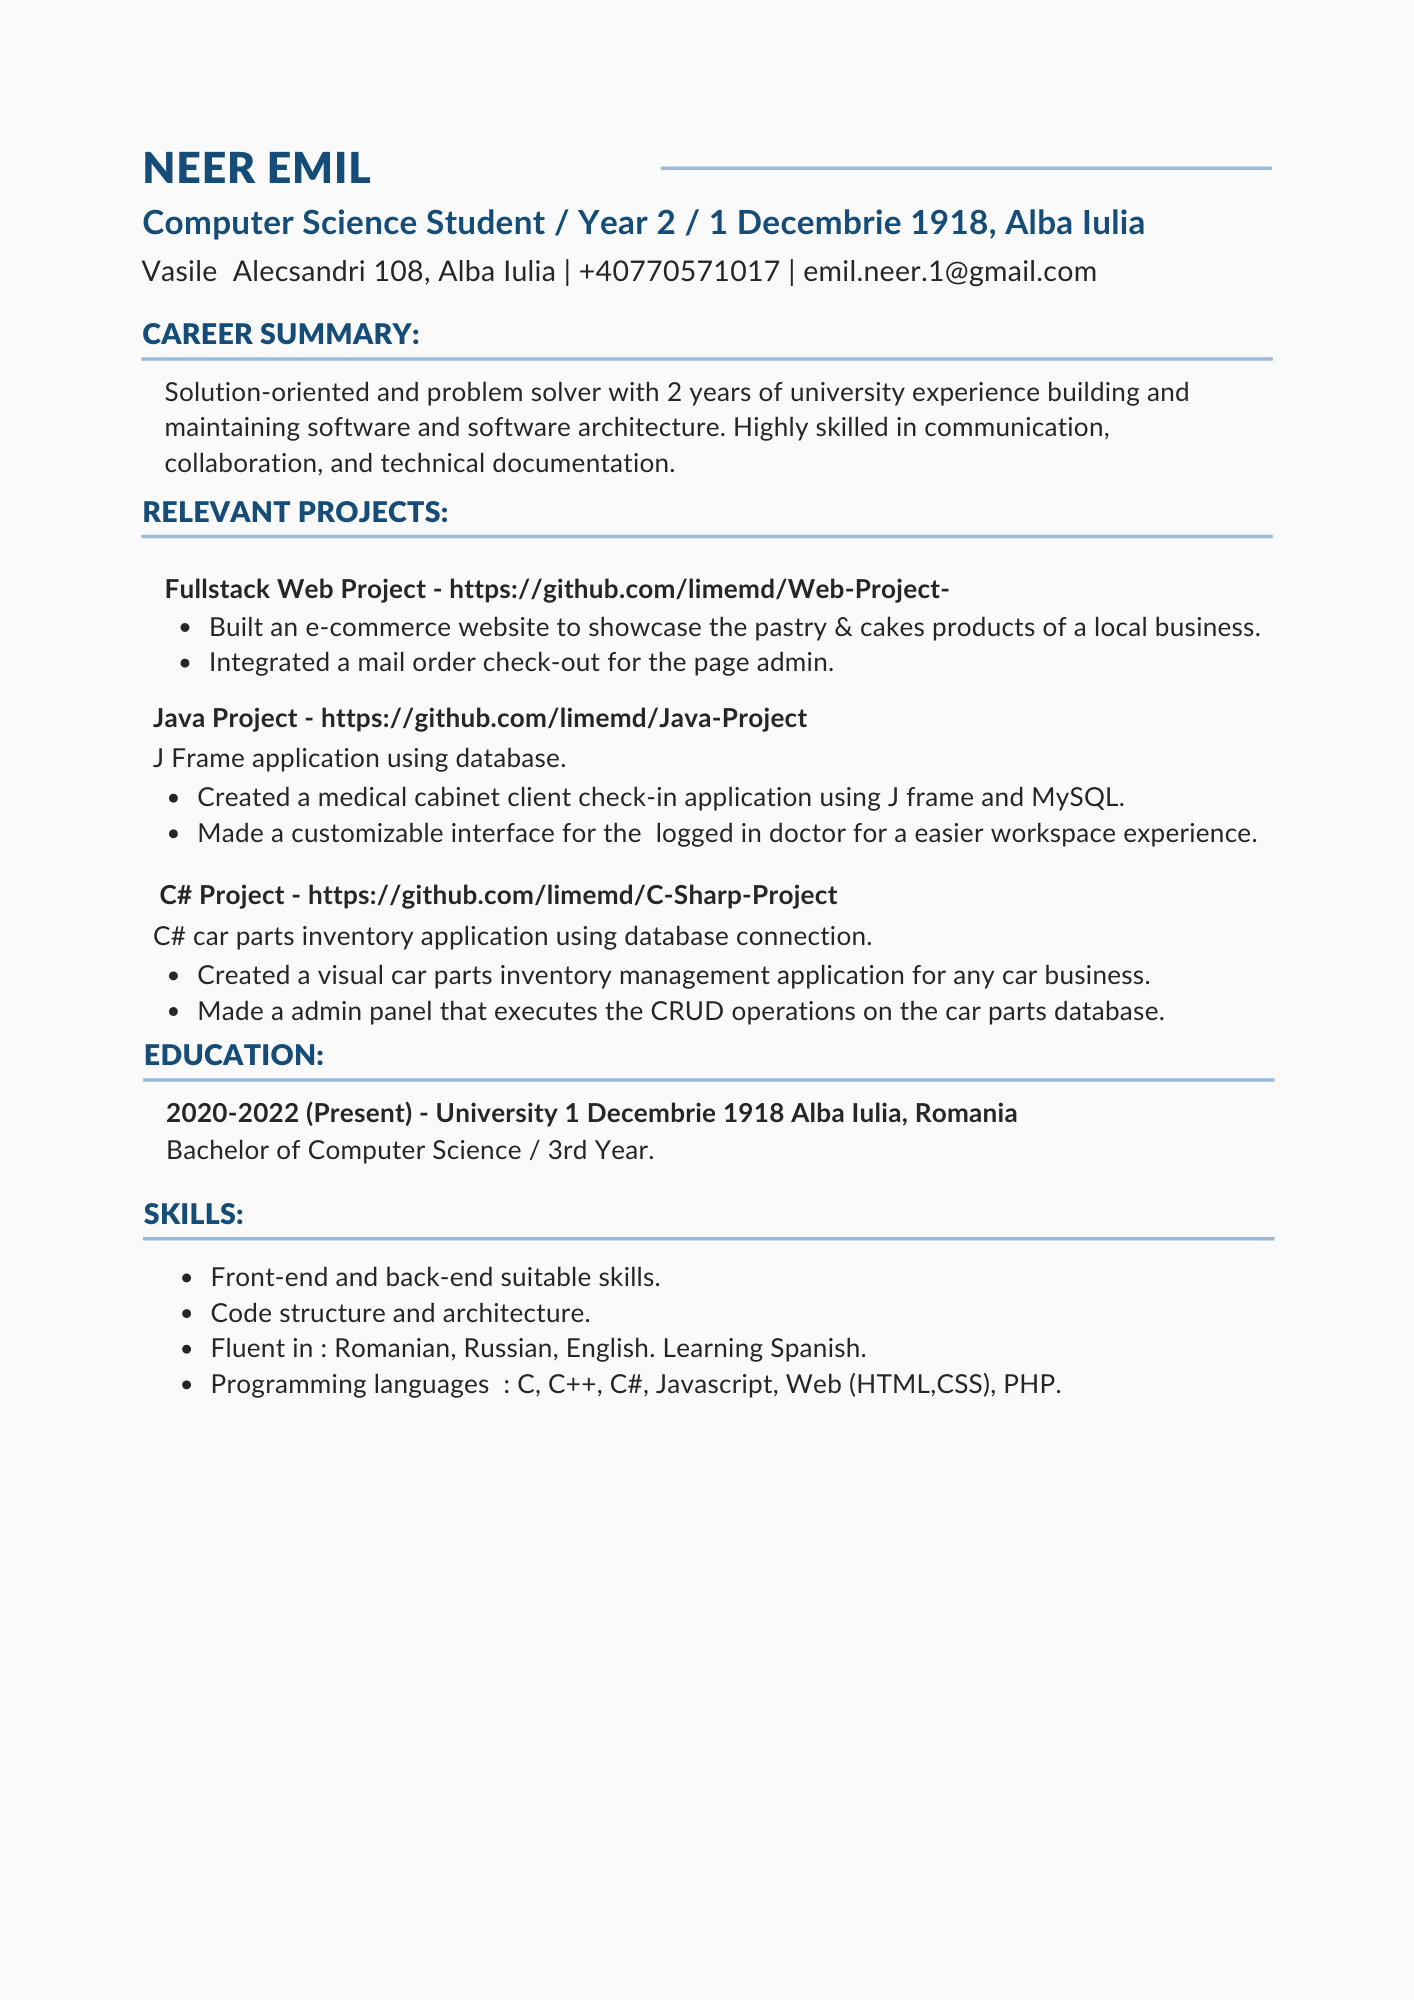 NEER EMIL
Computer Science Student / Year 2 / 1 Decembrie 1918, Alba Iulia
Vasile  Alecsandri 108, Alba Iulia | +40770571017 | emil.neer.1@gmail.com
CAREER SUMMARY:
Solution-oriented and problem solver with 2 years of university experience building and
maintaining software and software architecture. Highly skilled in communication,
collaboration, and technical documentation.
RELEVANT PROJECTS:
Fullstack Web Project - https://github.com/limemd/Web-Project-
• Built an e-commerce website to showcase the pastry & cakes products of a local business.
• Integrated a mail order check-out for the page admin.
Java Project - https://github.com/limemd/Java-Project
J Frame application using database.
• Created a medical cabinet client check-in application using J frame and MySQL.
• Made a customizable interface for the  logged in doctor for a easier workspace experience.
C# Project - https://github.com/limemd/C-Sharp-Project
C# car parts inventory application using database connection.
• Created a visual car parts inventory management application for any car business.
• Made a admin panel that executes the CRUD operations on the car parts database.
EDUCATION:
2020-2022 (Present) - University 1 Decembrie 1918 Alba Iulia, Romania
Bachelor of Computer Science / 3rd Year.
SKILLS:
• Front-end and back-end suitable skills.
• Code structure and architecture.
• Fluent in : Romanian, Russian, English. Learning Spanish.
• Programming languages  : C, C++, C#, Javascript, Web (HTML,CSS), PHP.